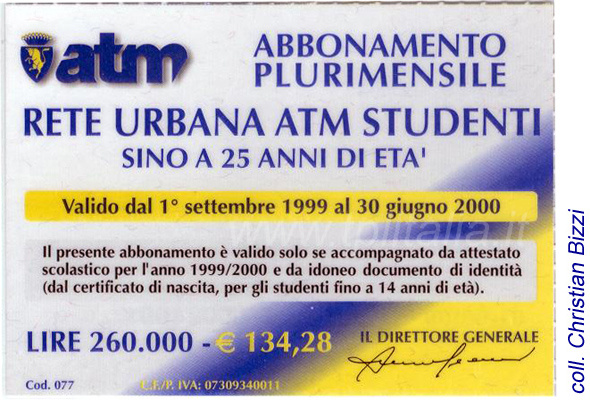 atm
ABBONAMENTO
PLURIMENSILE
RETE URBANA ATM STUDENTI
SINO A 25 ANNI DI ETA'
Valido dal 1° settembre 1999 al 30 giugno 2000
www.tplitalia.it
Il presente abbonamento è valido solo se accompagnato da attestato
scolastico per l'anno 1999/2000 e da idoneo documento di identità
(dal certificato di nascita, per gli studenti fino a 14 anni di età).
LIRE 260.000 - € 134,28
IL DIRETTORE GENERALE
Cod. 077
C.F./P. IVA: 07309340011
coll. Christian Bizzi